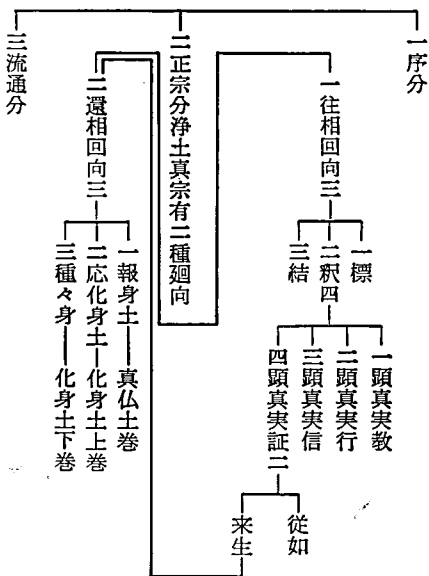 一序分
二正宗分浄土真宗有二種廻向
三流通分
一往相回向三
一標
二釈四
一顕真実教
二顕真実行
三顕真実信
四顕真実証二
従如
来生
三結
二還相回向三
一報身土
真仏土巻
二応化身土
化身土上巻
三種々身
化身土下巻